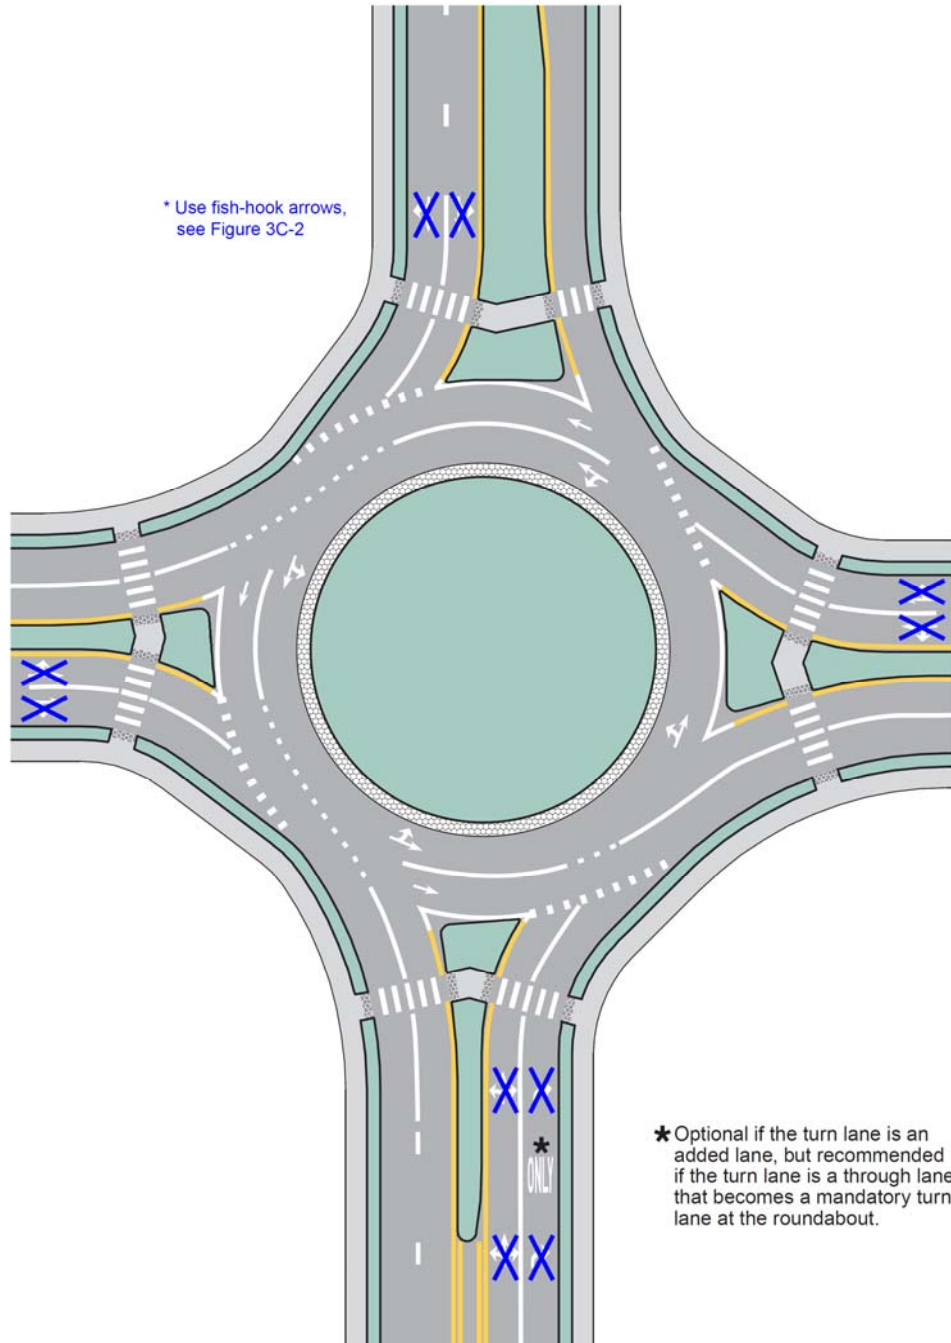 * Use fish-hook arrows,
see Figure 3C-2
ONLY
* Optional if the turn lane is an
added lane, but recommended
if the turn lane is a through lane
that becomes a mandatory turn
lane at the roundabout.